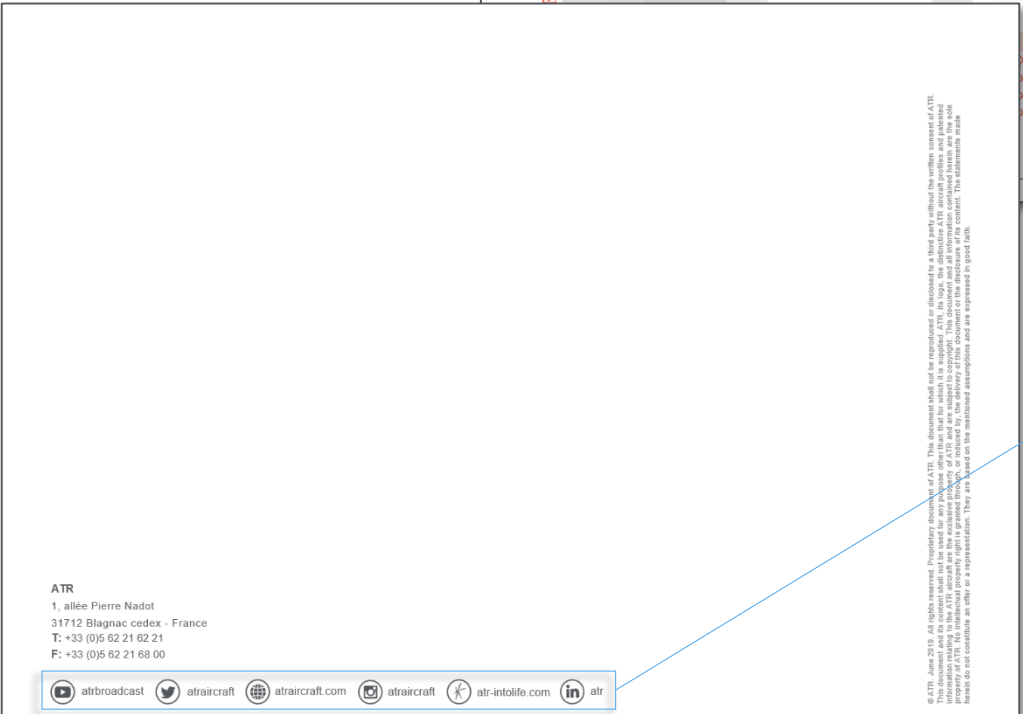 ATR
1, allée Pierre Nadot
31712 Blagnac cedex - France
T: +33 (0)5 62 21 62 21
F: +33 (0)5 62 21 68 00
atrbroadcast atraircraft atraircraft.com atraircraft atr-intolife.com in atr
© ATR. June 2019. All rights reserved. Proprietary document of ATR. This document shall not be reproduced or disclosed to a third party without the written consent of ATR.
This document and its content shall not be used for any purpose other than that for which it is supplied. ATR, its logo, the distinctive ATR aircraft profiles and patented
information relating to the ATR aircraft are the exclusive property of ATR and are subject to copyright. This document and all information contained herein are the sole
property of ATR. No intellectual property right is granted through, or induced by, the delivery of this document or the disclosure of its content. The statements made
herein do not constitute an offer or a representation. They are based on the mentioned assumptions and are expressed in good faith.